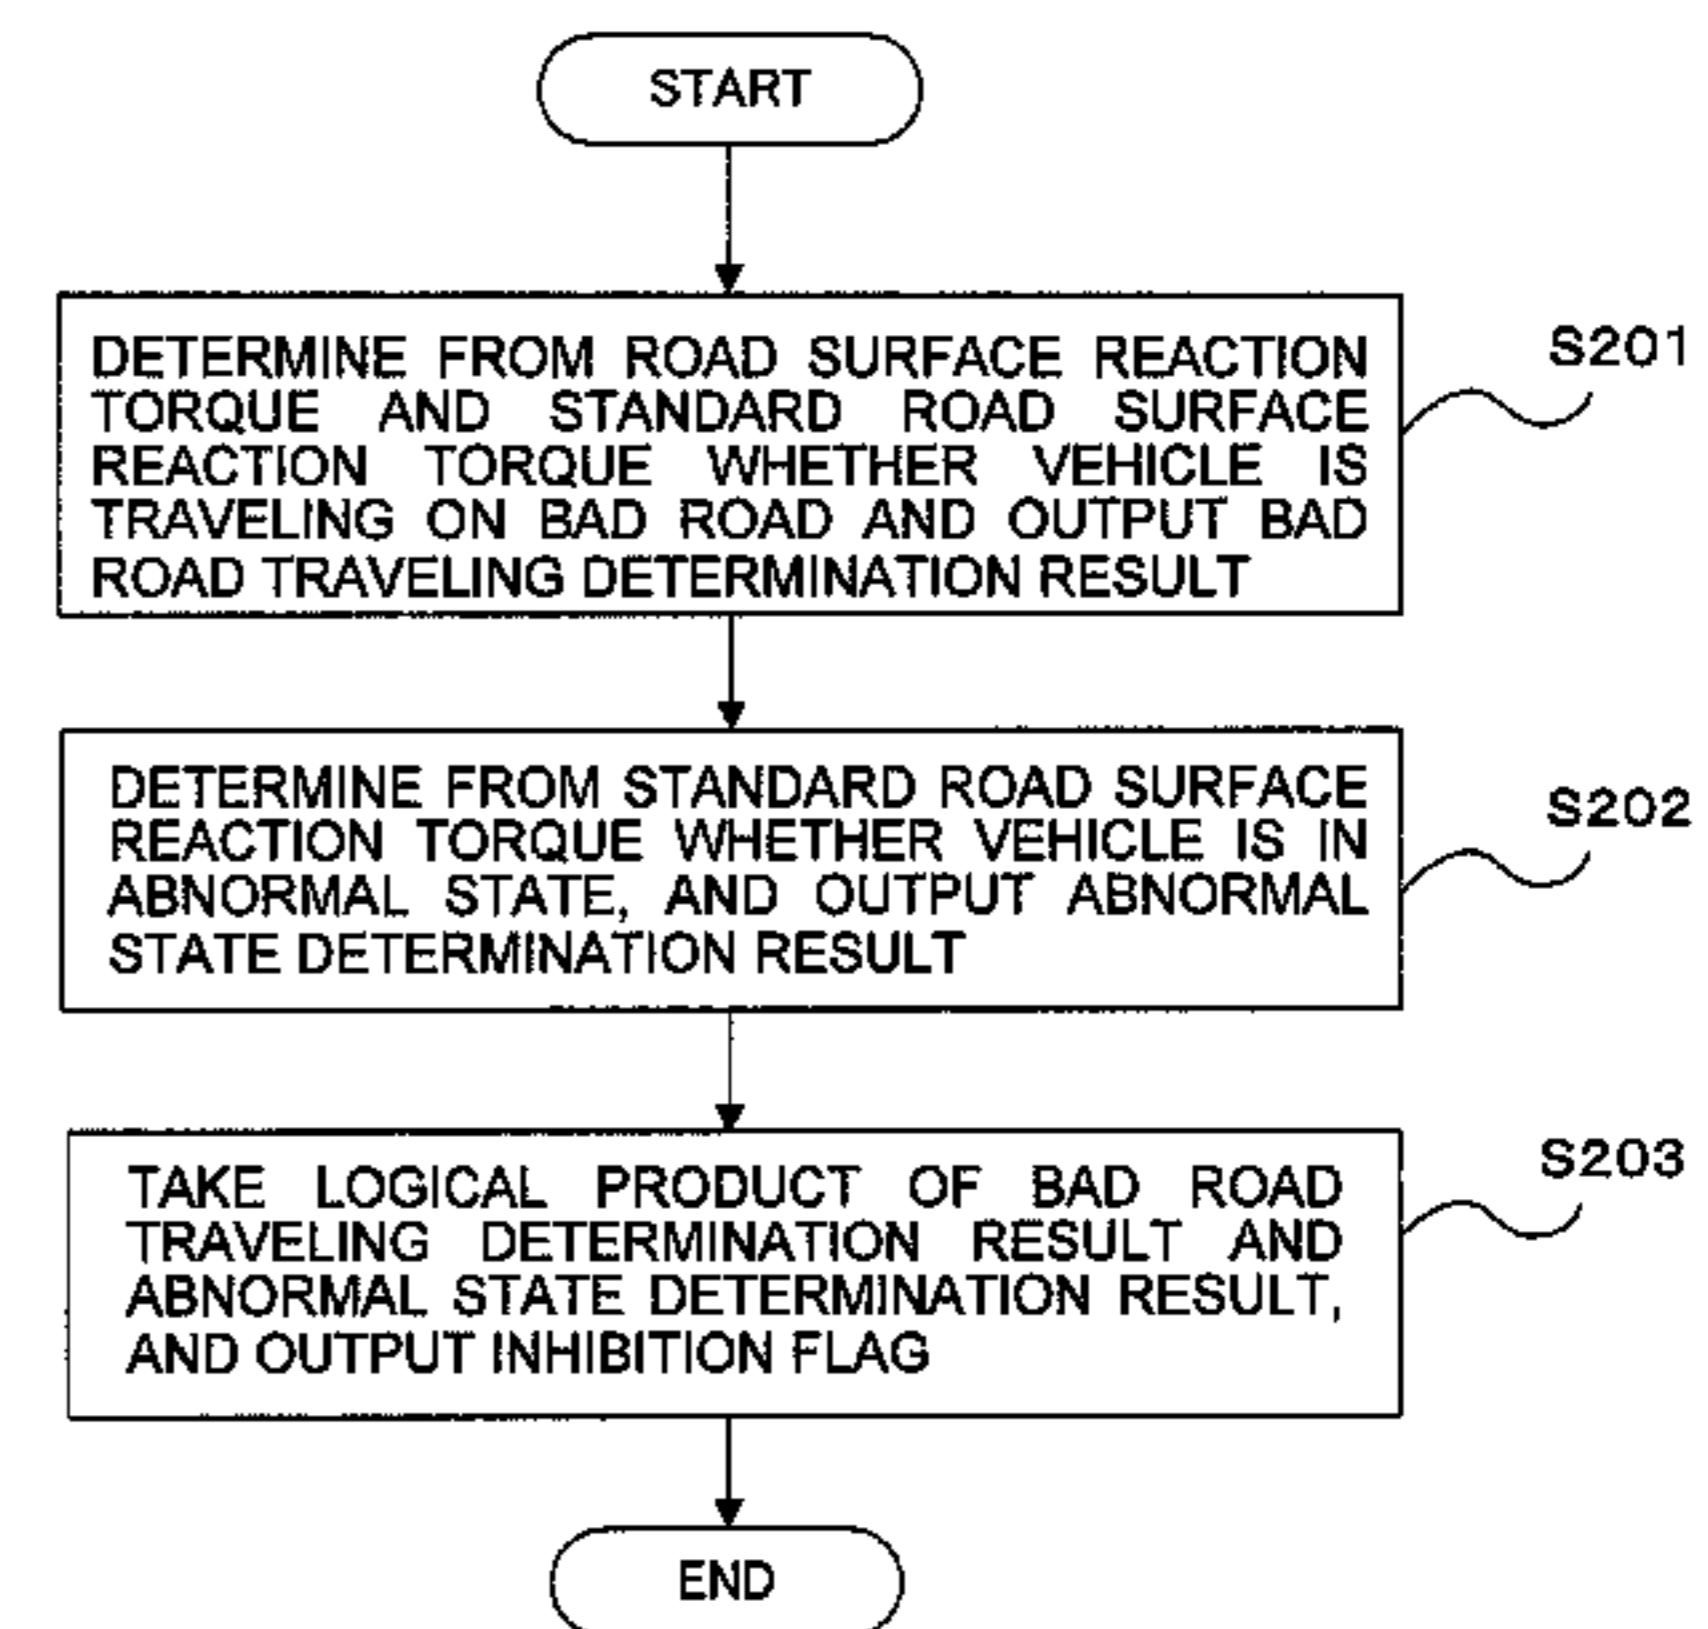 START
DETERMINE FROM ROAD SURFACE REACTION
TORQUE AND STANDARD ROAD SURFACE
REACTION TORQUE WHETHER VEHICLE IS
TRAVELING ON BAD ROAD AND OUTPUT BAD
ROAD TRAVELING DETERMINATION RESULT
S201
DETERMINE FROM STANDARD ROAD SURFACE
REACTION TORQUE WHETHER VEHICLE IS IN
ABNORMAL STATE, AND OUTPUT ABNORMAL
STATE DETERMINATION RESULT
S202
TAKE LOGICAL PRODUCT OF BAD ROAD
TRAVELING DETERMINATION RESULT AND
ABNORMAL STATE DETERMINATION RESULT,
AND OUTPUT INHIBITION FLAG
S203
END